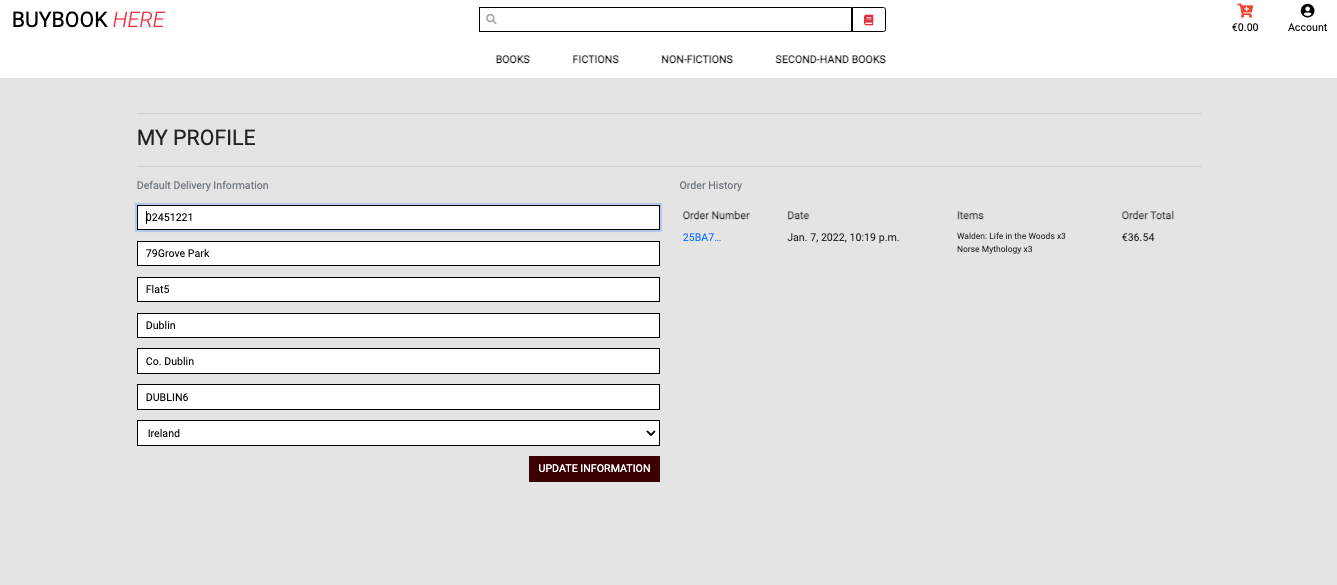 BUYBOOK HERE
€0.00
Account
BOOKS
FICTIONS
NON-FICTIONS
SECOND-HAND BOOKS
MY PROFILE
Default Delivery Information
02451221
79Grove Park
Flat5
Dublin
Co. Dublin
DUBLIN6
Ireland
UPDATE INFORMATION
Order History
Order Number Date Items Order Total
25BA7... Jan. 7, 2022, 10:19 p.m. Walden: Life in the Woods x3 €36.54
Norse Mythology x3